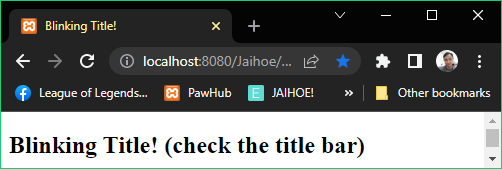 Blinking Title!
localhost:8080/Jaihoe/...
League of Legends... PawHub E JAIHOE! » Other bookmarks
Blinking Title! (check the title bar)